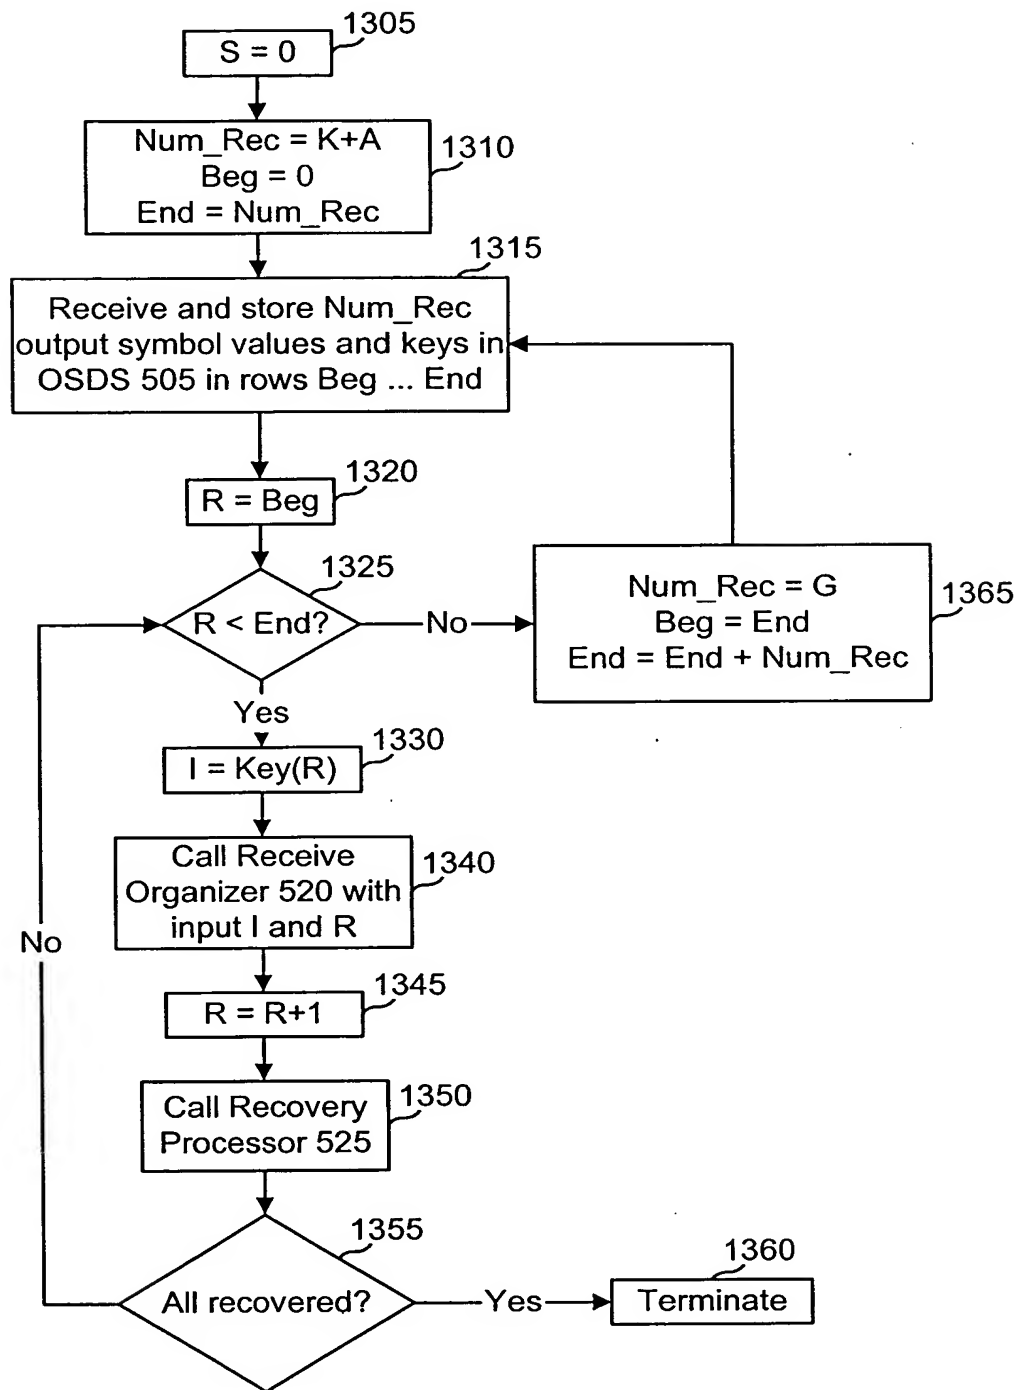 1305
S = 0
1310
Num_Rec = K+A
Beg = 0
End = Num_Rec
1315
Receive and store Num_Rec
output symbol values and keys in
OSDS 505 in rows Beg ... End
1320
R = Beg
1325
R < End?
No
1365
Num_Rec = G
Beg = End
End = End + Num_Rec
Yes
1330
I = Key(R)
1340
Call Receive
Organizer 520 with
input I and R
No
1345
R = R+1
1350
Call Recovery
Processor 525
1355
All recovered?
Yes
1360
Terminate